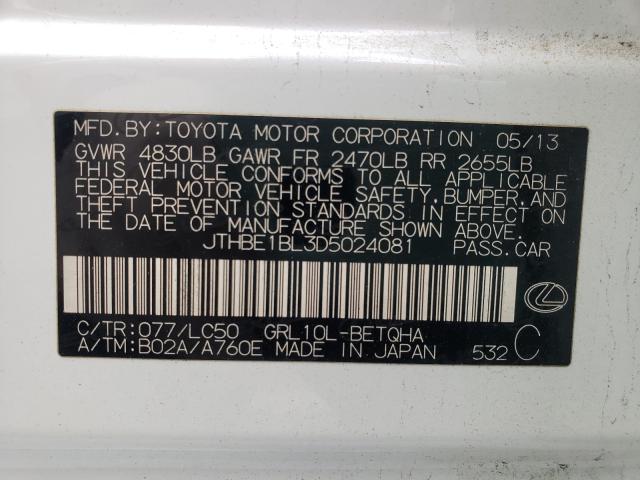 MFD. BY: TOYOTA MOTOR CORPORATION 05/13
GVWR 4830LB GAWR FR 2470LB RR 2655LB
THIS VEHICLE CONFORMS TO ALL APPLICABLE
FEDERAL MOTOR VEHICLE SAFETY, BUMPER, AND
THEFT PREVENTION STANDARDS IN EFFECT ON
THE DATE OF MANUFACTURE SHOWN ABOVE.
JTHBE1BL3D5024081 PASS. CAR
C/TR: 077/LC50 GRL10L-BETQHA
A/TM: B02A/A760E MADE IN JAPAN 532 C